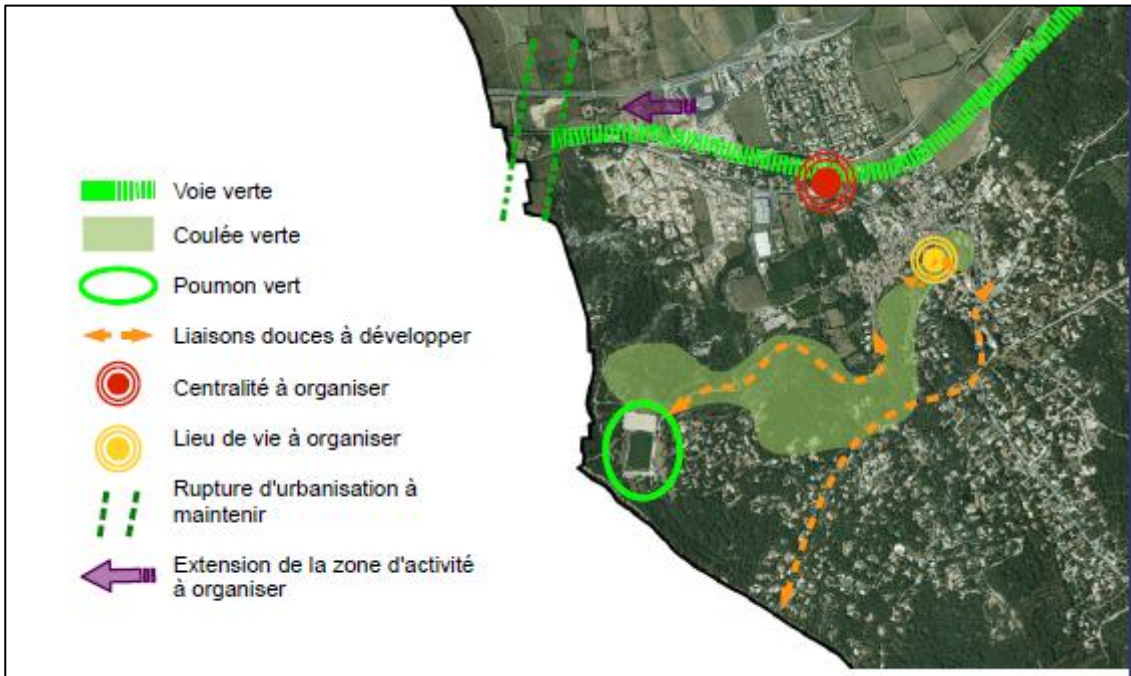 Voie verte
Coulée verte
Poumon vert
Liaisons douces à développer
Centralité à organiser
Lieu de vie à organiser
Rupture d'urbanisation à
maintenir
Extension de la zone d'activité
à organiser